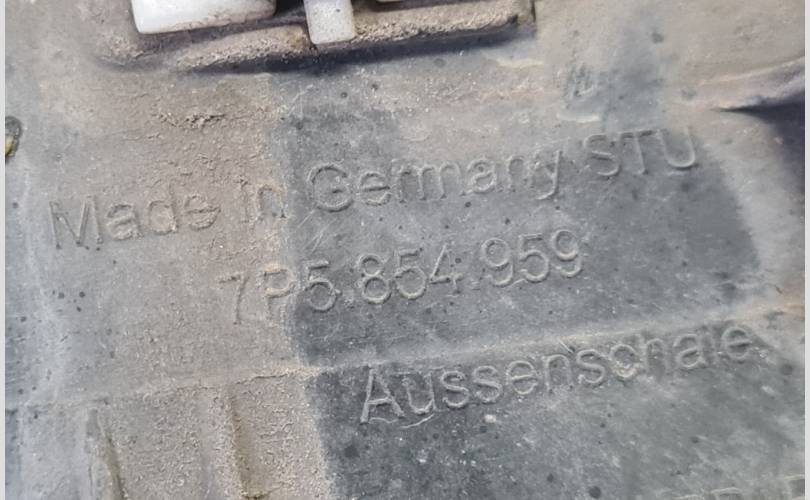 Made in Germany STU
7P5.854.959
Aussenschale